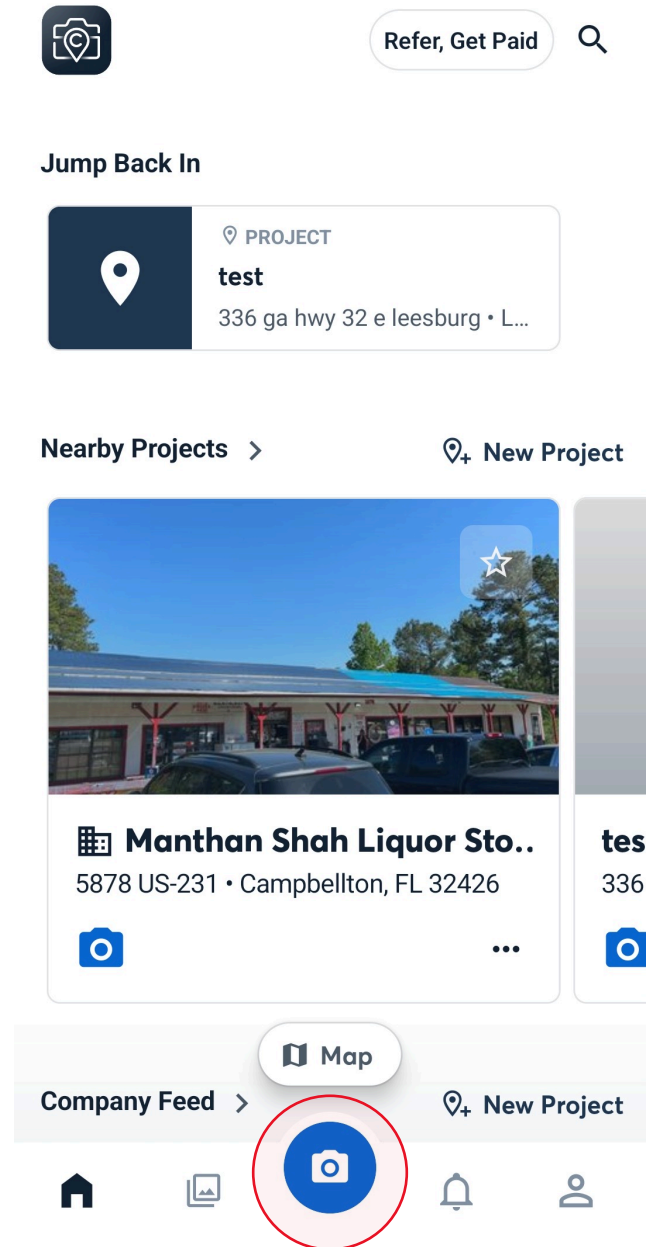 Refer, Get Paid
Jump Back In
PROJECT
test
336 ga hwy 32 e leesburg • L...
Nearby Projects >
New Project
Manthan Shah Liquor Sto..
5878 US-231 • Campbellton, FL 32426
tes
336
Map
Company Feed >
New Project